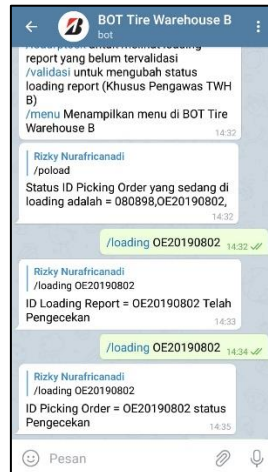 BOT Tire Warehouse B
bot
report yang belum tervalidasi
/validasi untuk mengubah status
loading report (Khusus Pengawas TWH
B)
/menu Menampilkan menu di BOT Tire
Warehouse B
14:32
Rizky Nurafricanadi
/poload
Status ID Picking Order yang sedang di
loading adalah = 080898,OE20190802,
14:32
/loading OE20190802 14:32
Rizky Nurafricanadi
/loading OE20190802
ID Loading Report = OE20190802 Telah
Pengecekan
14:33
/loading OE20190802 14:34
Rizky Nurafricanadi
/loading OE20190802
ID Picking Order = OE20190802 status
Pengecekan
14:35
Pesan